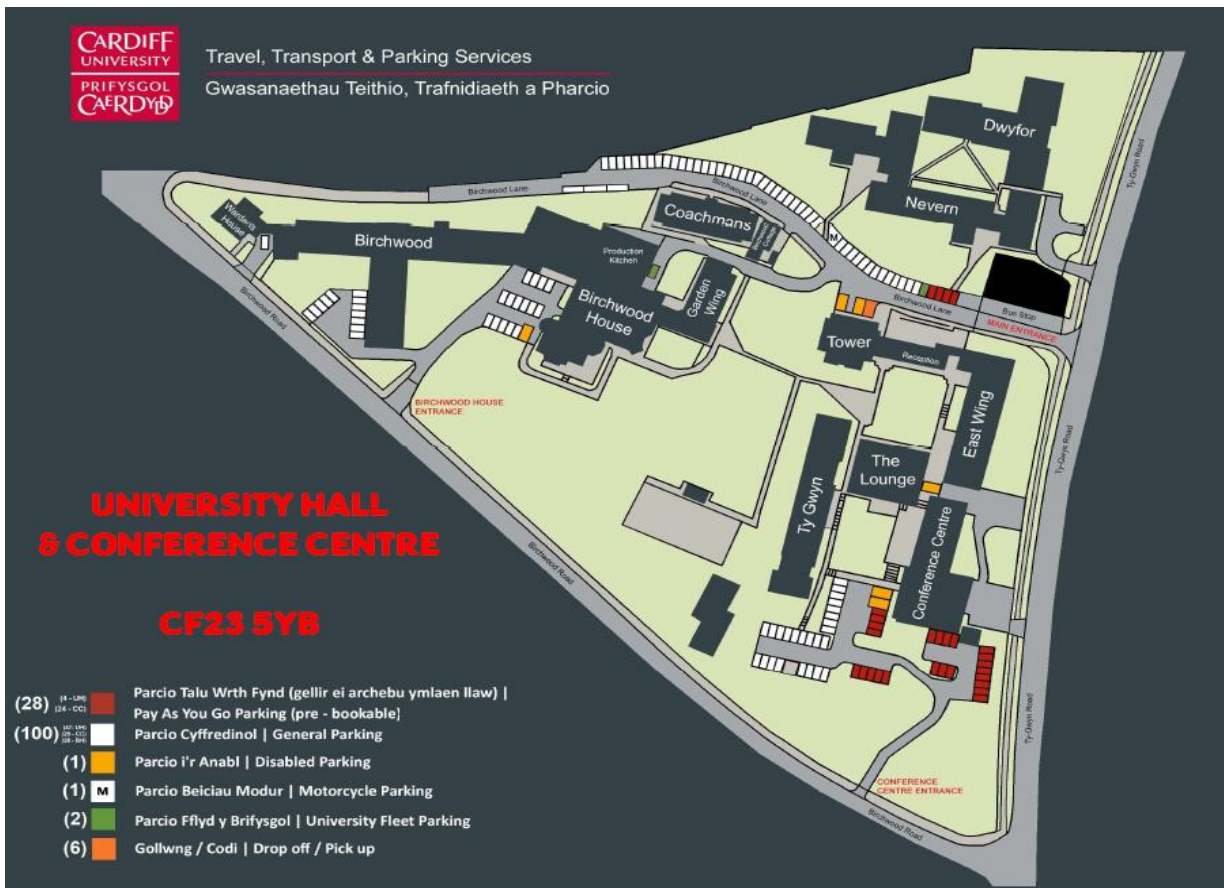 CARDIFF
UNIVERSITY
PRIFYSGOL
CAERDYDD
Travel, Transport & Parking Services
Gwasanaethau Teithio, Trafnidiaeth a Pharcio
Dwyfor
Nevern
Ty-Gwyn Road
Birchwood Lane
Birchwood Lane
Coachmans
Birchwood
Cottage
M
Wardens
House
Birchwood
Production
Kitchen
Garden
Wing
Birchwood
House
Birchwood Lane
Bus Stop
MAIN ENTRANCE
Tower
Reception
Birchwood Road
BIRCHWOOD HOUSE
ENTRANCE
East Wing
Ty-Gwyn Road
The
Lounge
Ty Gwyn
Conference Centre
Birchwood Road
UNIVERSITY HALL
& CONFERENCE CENTRE
CF23 5YB
Ty-Gwyn Road
CONFERENCE
CENTRE ENTRANCE
Birchwood Road
(28) (4 - UH)
(24 - CC)
Parcio Talu Wrth Fynd (gellir ei archebu ymlaen llaw) |
Pay As You Go Parking (pre - bookable)
(100) Parcio Cyffredinol | General Parking
(1) Parcio i'r Anabl | Disabled Parking
(1) M Parcio Beiciau Modur | Motorcycle Parking
(2) Parcio Fflyd y Brifysgol | University Fleet Parking
(6) Gollwng / Codi | Drop off / Pick up